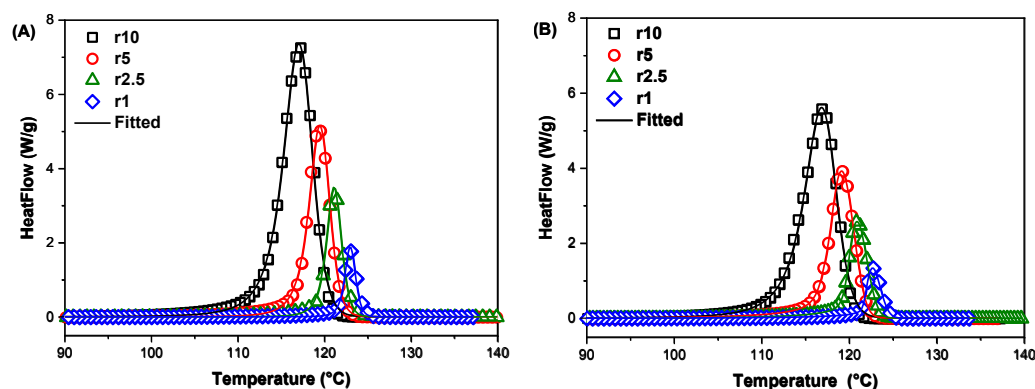 (A)
r10
r5
r2.5
r1
Fitted
HeatFlow (W/g)
8
6
4
2
0
90 100 110 120 130 140
Temperature (°C)
(B)
r10
r5
r2.5
r1
Fitted
HeatFlow (W/g)
8
6
4
2
0
90 100 110 120 130 140
Temperature (°C)